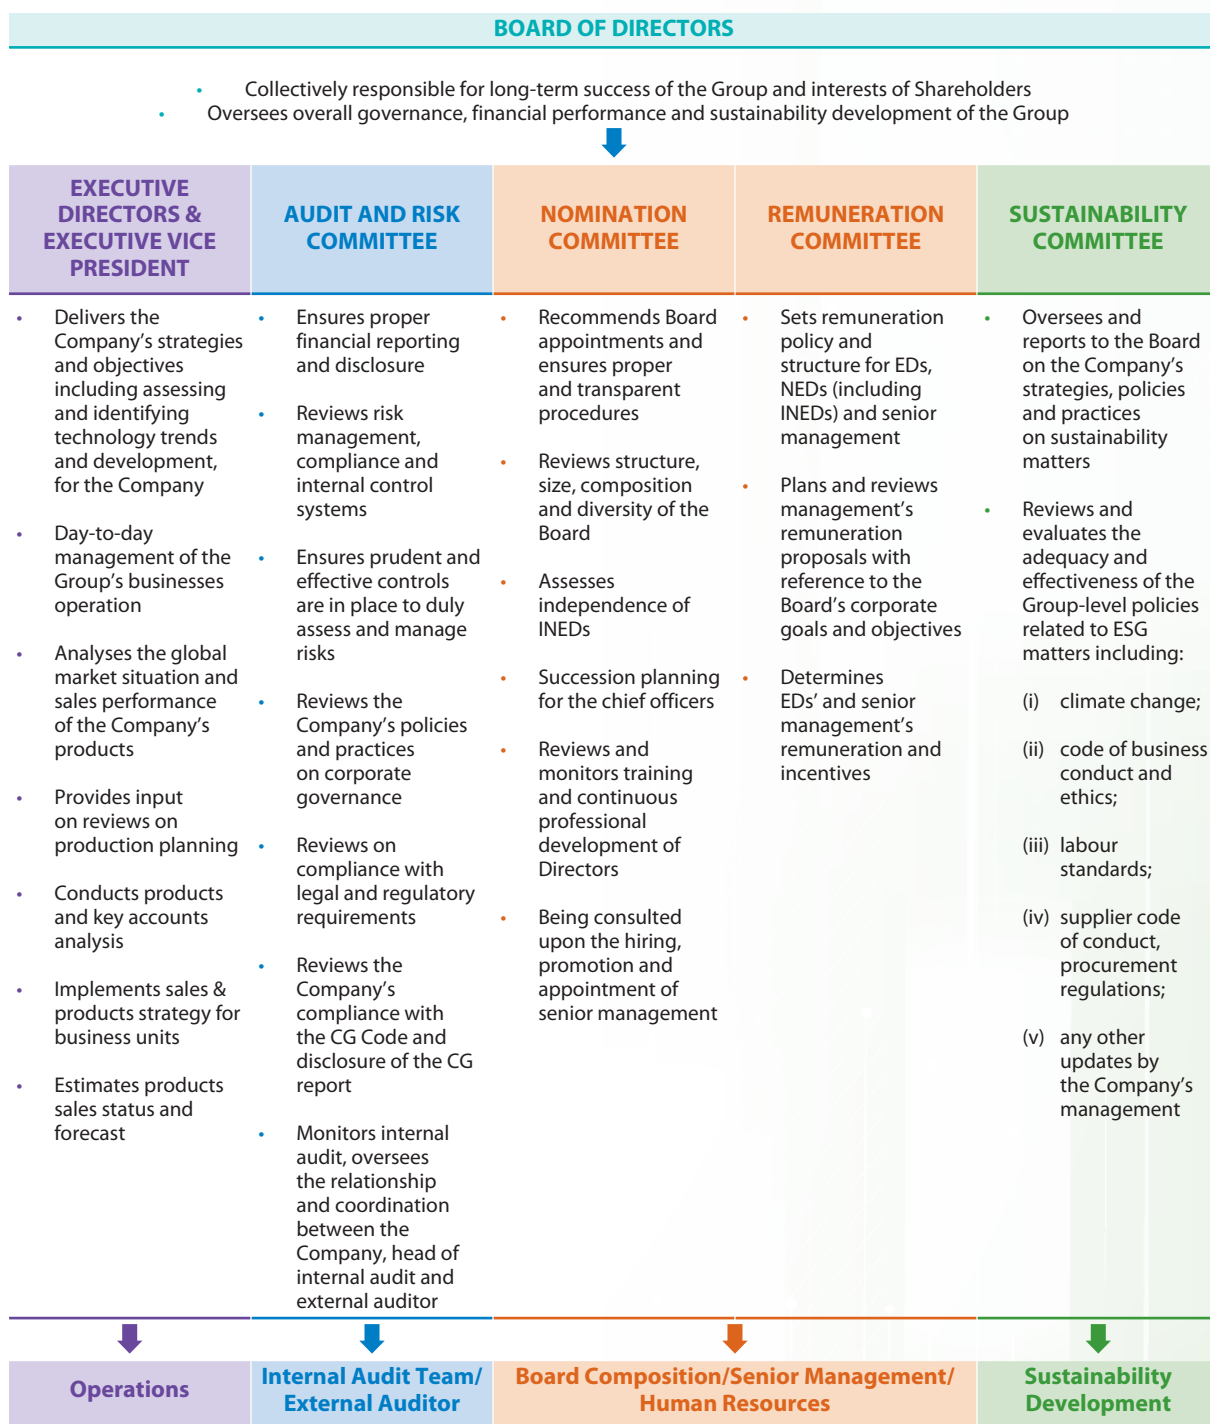 BOARD OF DIRECTORS
• Collectively responsible for long-term success of the Group and interests of Shareholders
• Oversees overall governance, financial performance and sustainability development of the Group
EXECUTIVE
DIRECTORS &
EXECUTIVE VICE
PRESIDENT
• Delivers the
Company’s strategies
and objectives
including assessing
and identifying
technology trends
and development,
for the Company
• Day-to-day
management of the
Group’s businesses
operation
• Analyses the global
market situation and
sales performance
of the Company’s
products
• Provides input
on reviews on
production planning
• Conducts products
and key accounts
analysis
• Implements sales &
products strategy for
business units
• Estimates products
sales status and
forecast
Operations
AUDIT AND RISK
COMMITTEE
• Ensures proper
financial reporting
and disclosure
• Reviews risk
management,
compliance and
internal control
systems
• Ensures prudent and
effective controls
are in place to duly
assess and manage
risks
• Reviews the
Company’s policies
and practices
on corporate
governance
• Reviews on
compliance with
legal and regulatory
requirements
• Reviews the
Company’s
compliance with
the CG Code and
disclosure of the CG
report
• Monitors internal
audit, oversees
the relationship
and coordination
between the
Company, head of
internal audit and
external auditor
Internal Audit Team/
External Auditor
NOMINATION
COMMITTEE
• Recommends Board
appointments and
ensures proper
and transparent
procedures
• Reviews structure,
size, composition
and diversity of the
Board
• Assesses
independence of
INEDs
• Succession planning
for the chief officers
• Reviews and
monitors training
and continuous
professional
development of
Directors
• Being consulted
upon the hiring,
promotion and
appointment of
senior management
REMUNERATION
COMMITTEE
• Sets remuneration
policy and
structure for EDs,
NEDs (including
INEDs) and senior
management
• Plans and reviews
management’s
remuneration
proposals with
reference to the
Board’s corporate
goals and objectives
• Determines
EDs’ and senior
management’s
remuneration and
incentives
Board Composition/Senior Management/
Human Resources
SUSTAINABILITY
COMMITTEE
• Oversees and
reports to the Board
on the Company’s
strategies, policies
and practices
on sustainability
matters
• Reviews and
evaluates the
adequacy and
effectiveness of the
Group-level policies
related to ESG
matters including:
(i) climate change;
(ii) code of business
conduct and
ethics;
(iii) labour
standards;
(iv) supplier code
of conduct,
procurement
regulations;
(v) any other
updates by
the Company’s
management
Sustainability
Development